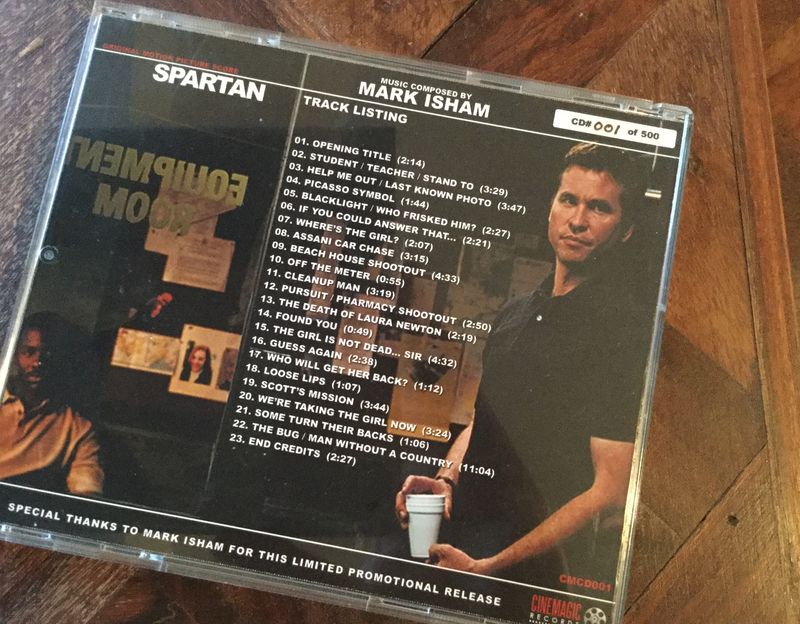 ORIGINAL MOTION PICTURE SCORE
SPARTAN
MUSIC COMPOSED BY
MARK ISHAM
TRACK LISTING
CD# 001 of 500
01. OPENING TITLE (2:14)
02. STUDENT / TEACHER / STAND TO (3:29)
03. HELP ME OUT / LAST KNOWN PHOTO (3:47)
04. PICASSO SYMBOL (1:44)
05. BLACKLIGHT / WHO FRISKED HIM? (2:27)
06. IF YOU COULD ANSWER THAT... (2:21)
07. WHERE'S THE GIRL? (2:07)
08. ASSANI CAR CHASE (3:15)
09. BEACH HOUSE SHOOTOUT (4:33)
10. OFF THE METER (0:55)
11. CLEANUP MAN (3:19)
12. PURSUIT / PHARMACY SHOOTOUT (2:50)
13. THE DEATH OF LAURA NEWTON (2:19)
14. FOUND YOU (0:49)
15. THE GIRL IS NOT DEAD... SIR (4:32)
16. GUESS AGAIN (2:38)
17. WHO WILL GET HER BACK? (1:12)
18. LOOSE LIPS (1:07)
19. SCOTT'S MISSION (3:44)
20. WE'RE TAKING THE GIRL NOW (3:24)
21. SOME TURN THEIR BACKS (1:06)
22. THE BUG / MAN WITHOUT A COUNTRY (11:04)
23. END CREDITS (2:27)
EQUIPMENT
ROOM
SPECIAL THANKS TO MARK ISHAM FOR THIS LIMITED PROMOTIONAL RELEASE
CMCD001
CINEMAGIC
RECORDS